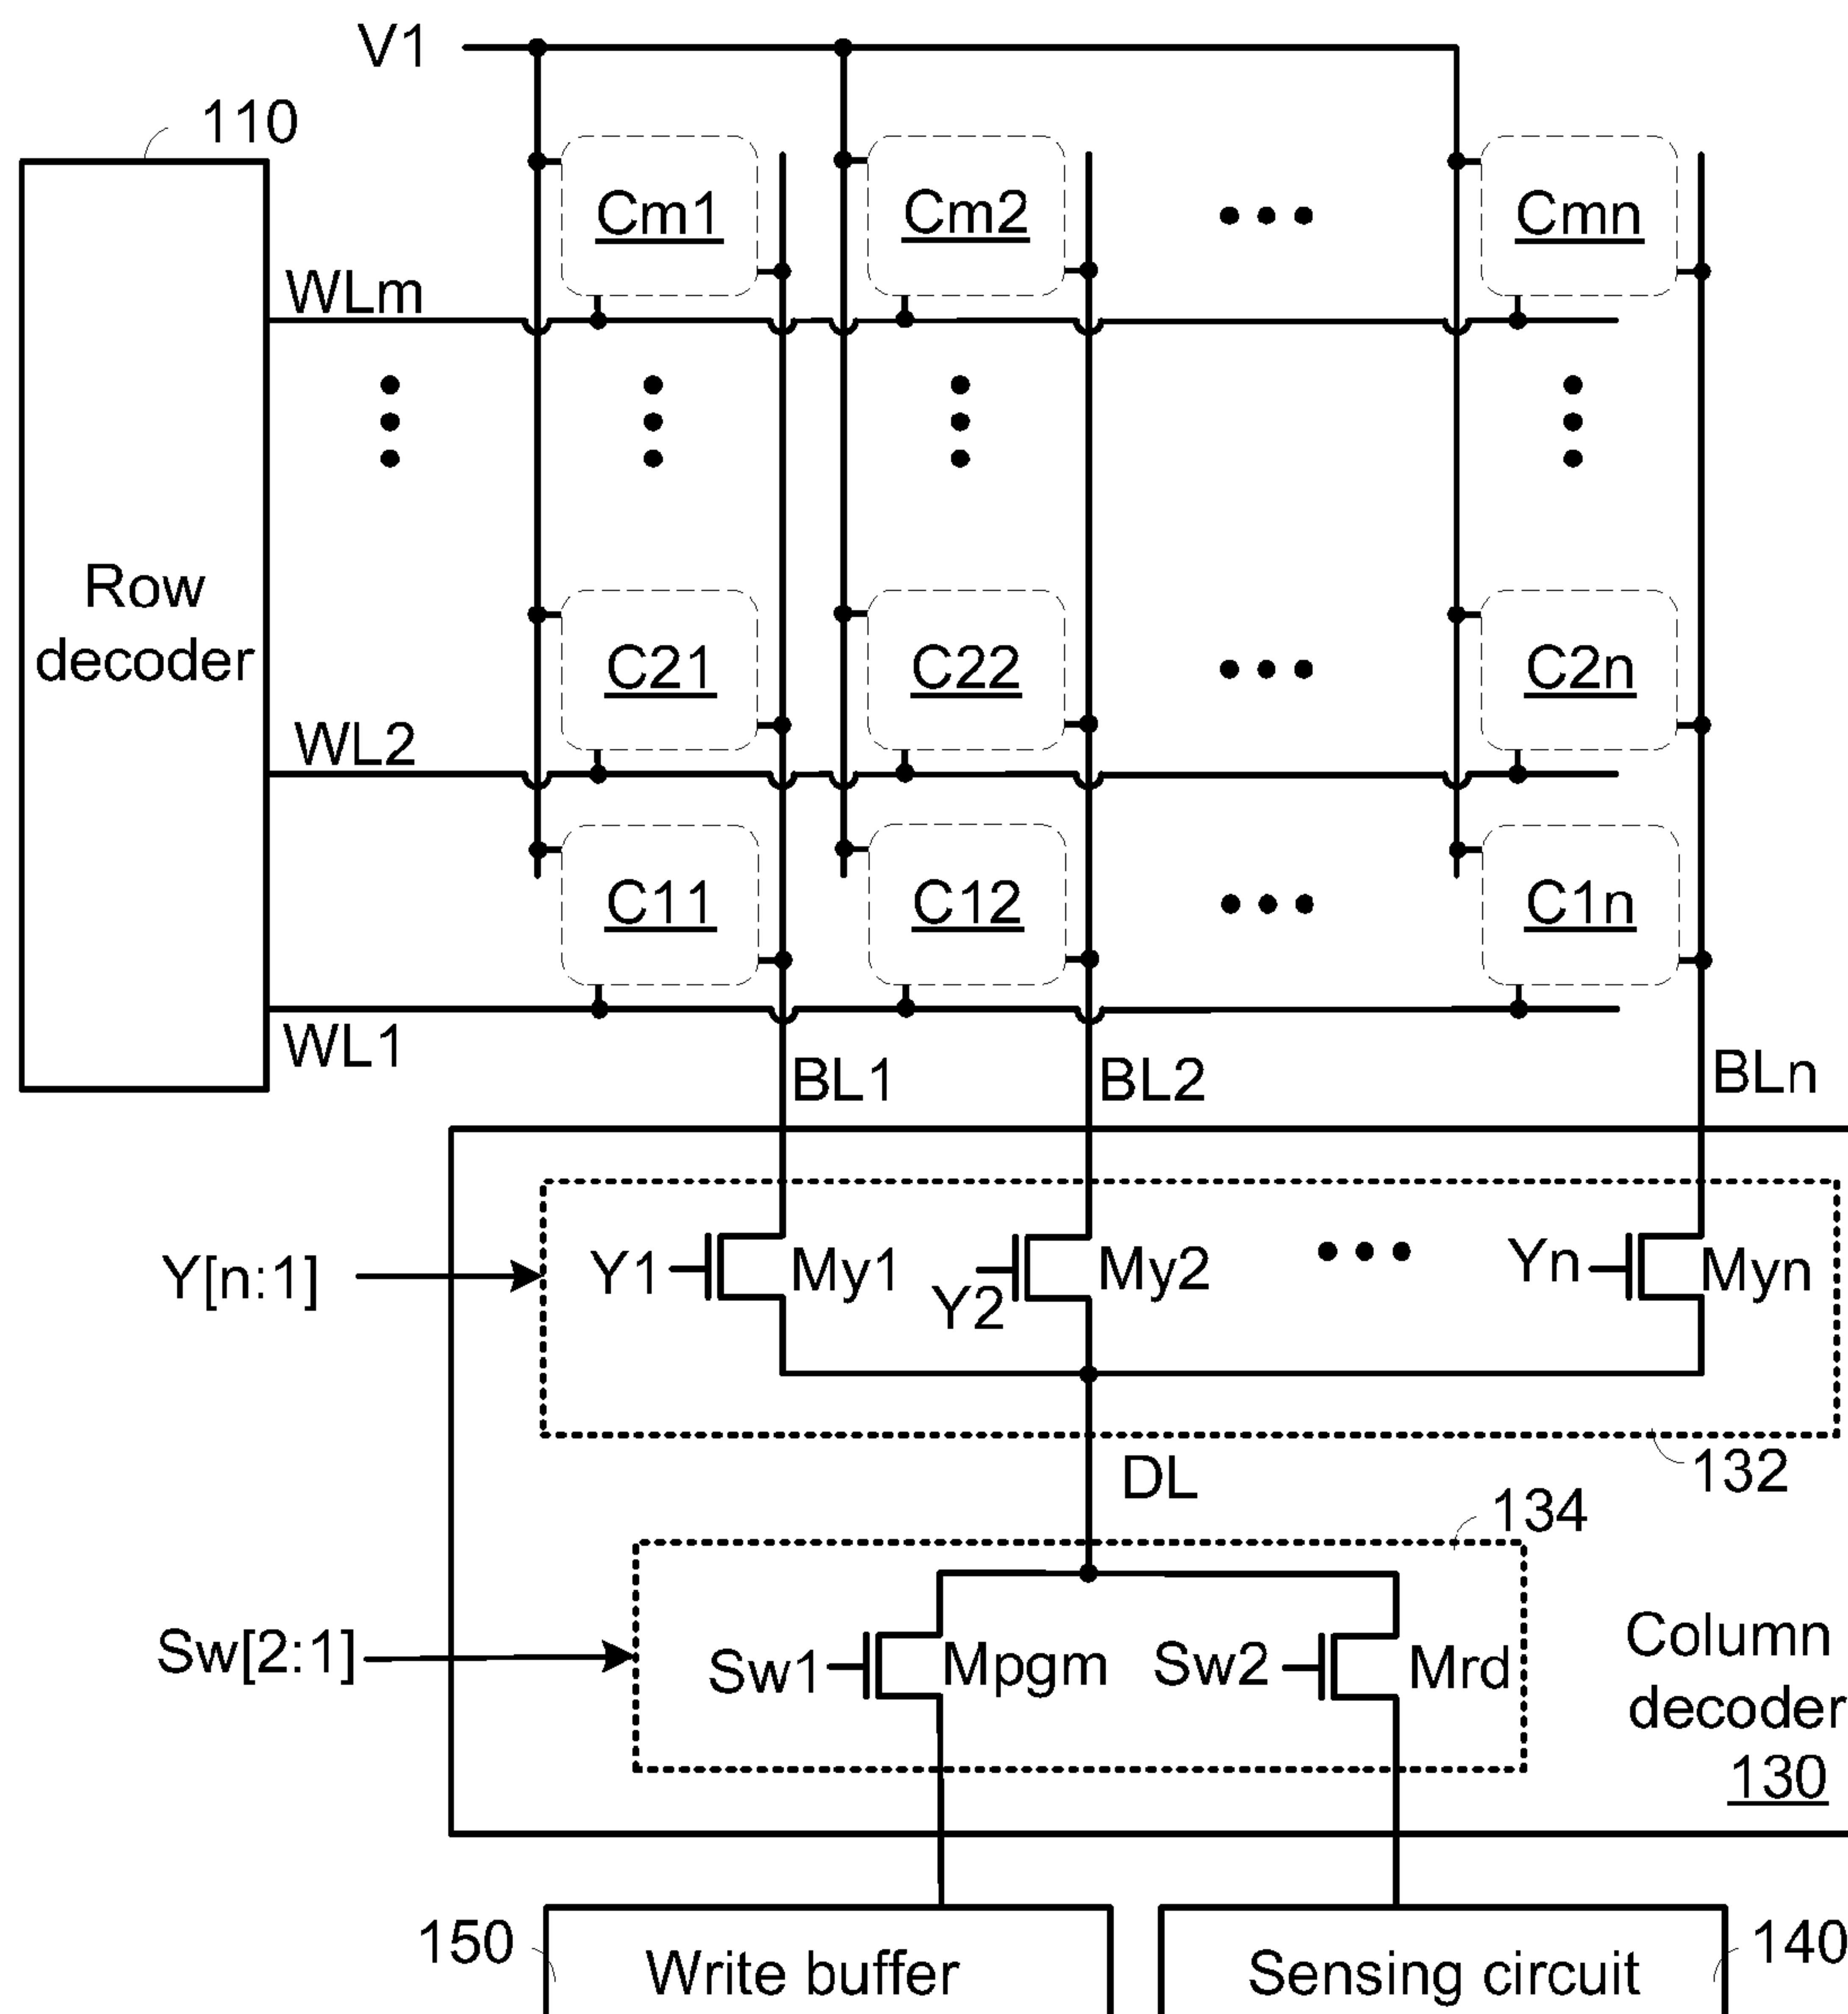 V1
110
Cm1 Cm2 Cmn
WLm
Row
decoder
C21 C22 C2n
WL2
C11 C12 C1n
WL1
BL1 BL2 BLn
Y[n:1] Y1 My1 Y2 My2 Yn Myn
132
DL
134
Sw[2:1] Sw1 Mpgm Sw2 Mrd
Column
decoder
130
150 Write buffer
Sensing circuit 140